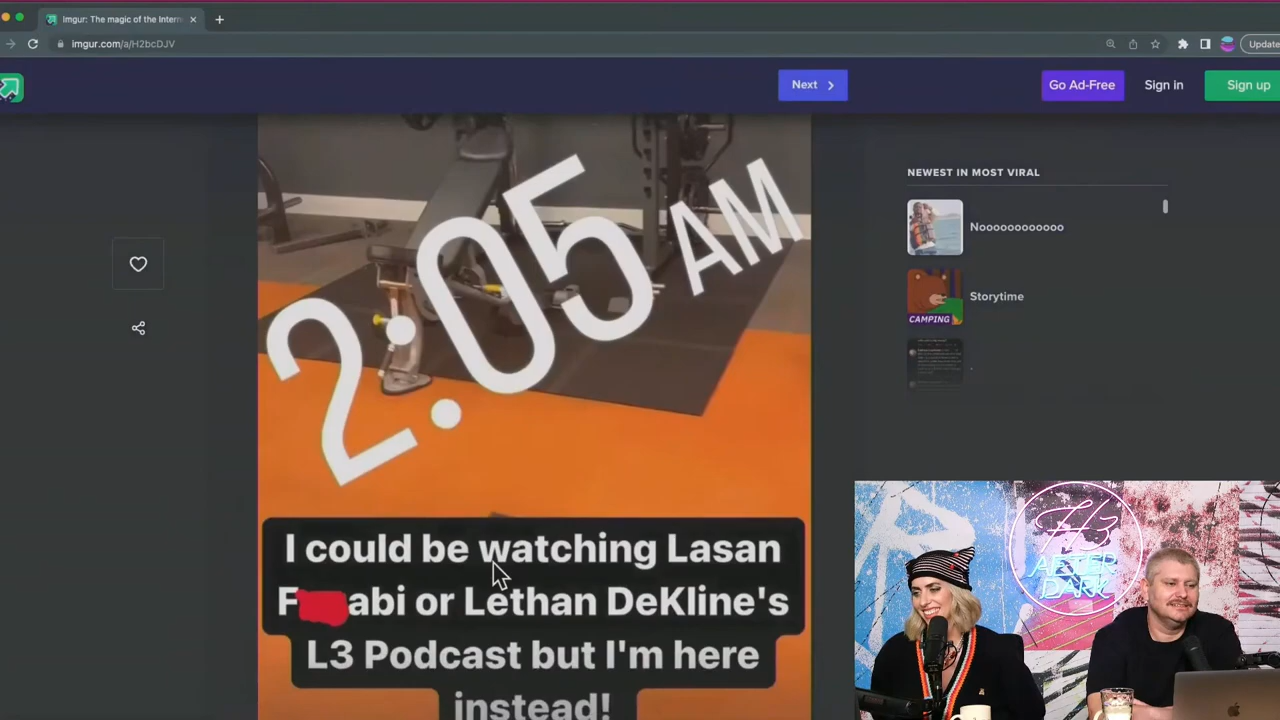 Imgur: The magic of the Intern
imgur.com/a/H2bcDJV
Update
Next
Go Ad-Free
Sign in
Sign up
2:05 AM
I could be watching Lasan
F abi or Lethan DeKline's
L3 Podcast but I'm here
instead!
NEWEST IN MOST VIRAL
Noooooooooooo
Storytime
CAMPING
AFTER
DARK